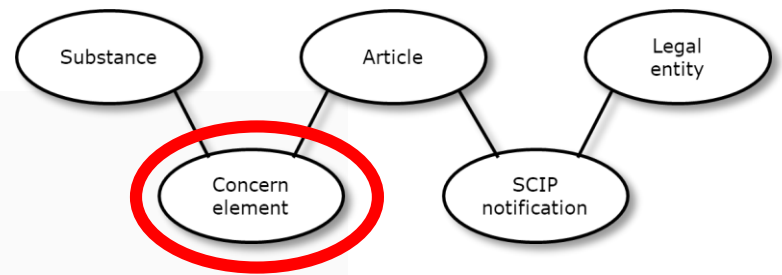 Substance
Article
Legal
entity
Concern
element
SCIP
notification